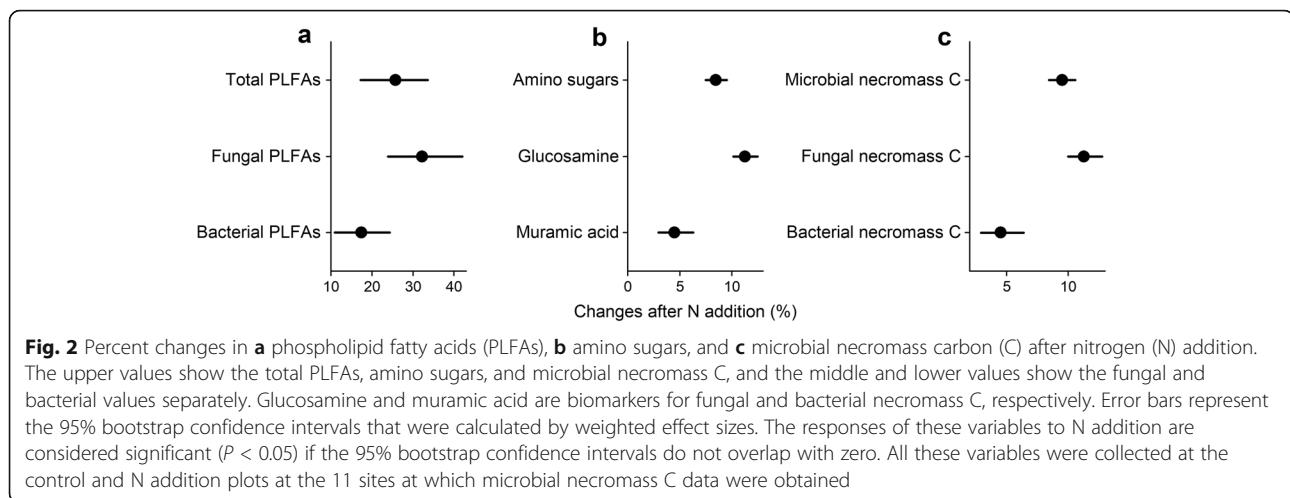 a
b
c
Total PLFAs
Fungal PLFAs
Bacterial PLFAs
10 20 30 40
Amino sugars
Glucosamine
Muramic acid
0 5 10
Microbial necromass C
Fungal necromass C
Bacterial necromass C
5 10
Changes after N addition (%)
Fig. 2 Percent changes in a phospholipid fatty acids (PLFAs), b amino sugars, and c microbial necromass carbon (C) after nitrogen (N) addition.
The upper values show the total PLFAs, amino sugars, and microbial necromass C, and the middle and lower values show the fungal and
bacterial values separately. Glucosamine and muramic acid are biomarkers for fungal and bacterial necromass C, respectively. Error bars represent
the 95% bootstrap confidence intervals that were calculated by weighted effect sizes. The responses of these variables to N addition are
considered significant (P < 0.05) if the 95% bootstrap confidence intervals do not overlap with zero. All these variables were collected at the
control and N addition plots at the 11 sites at which microbial necromass C data were obtained